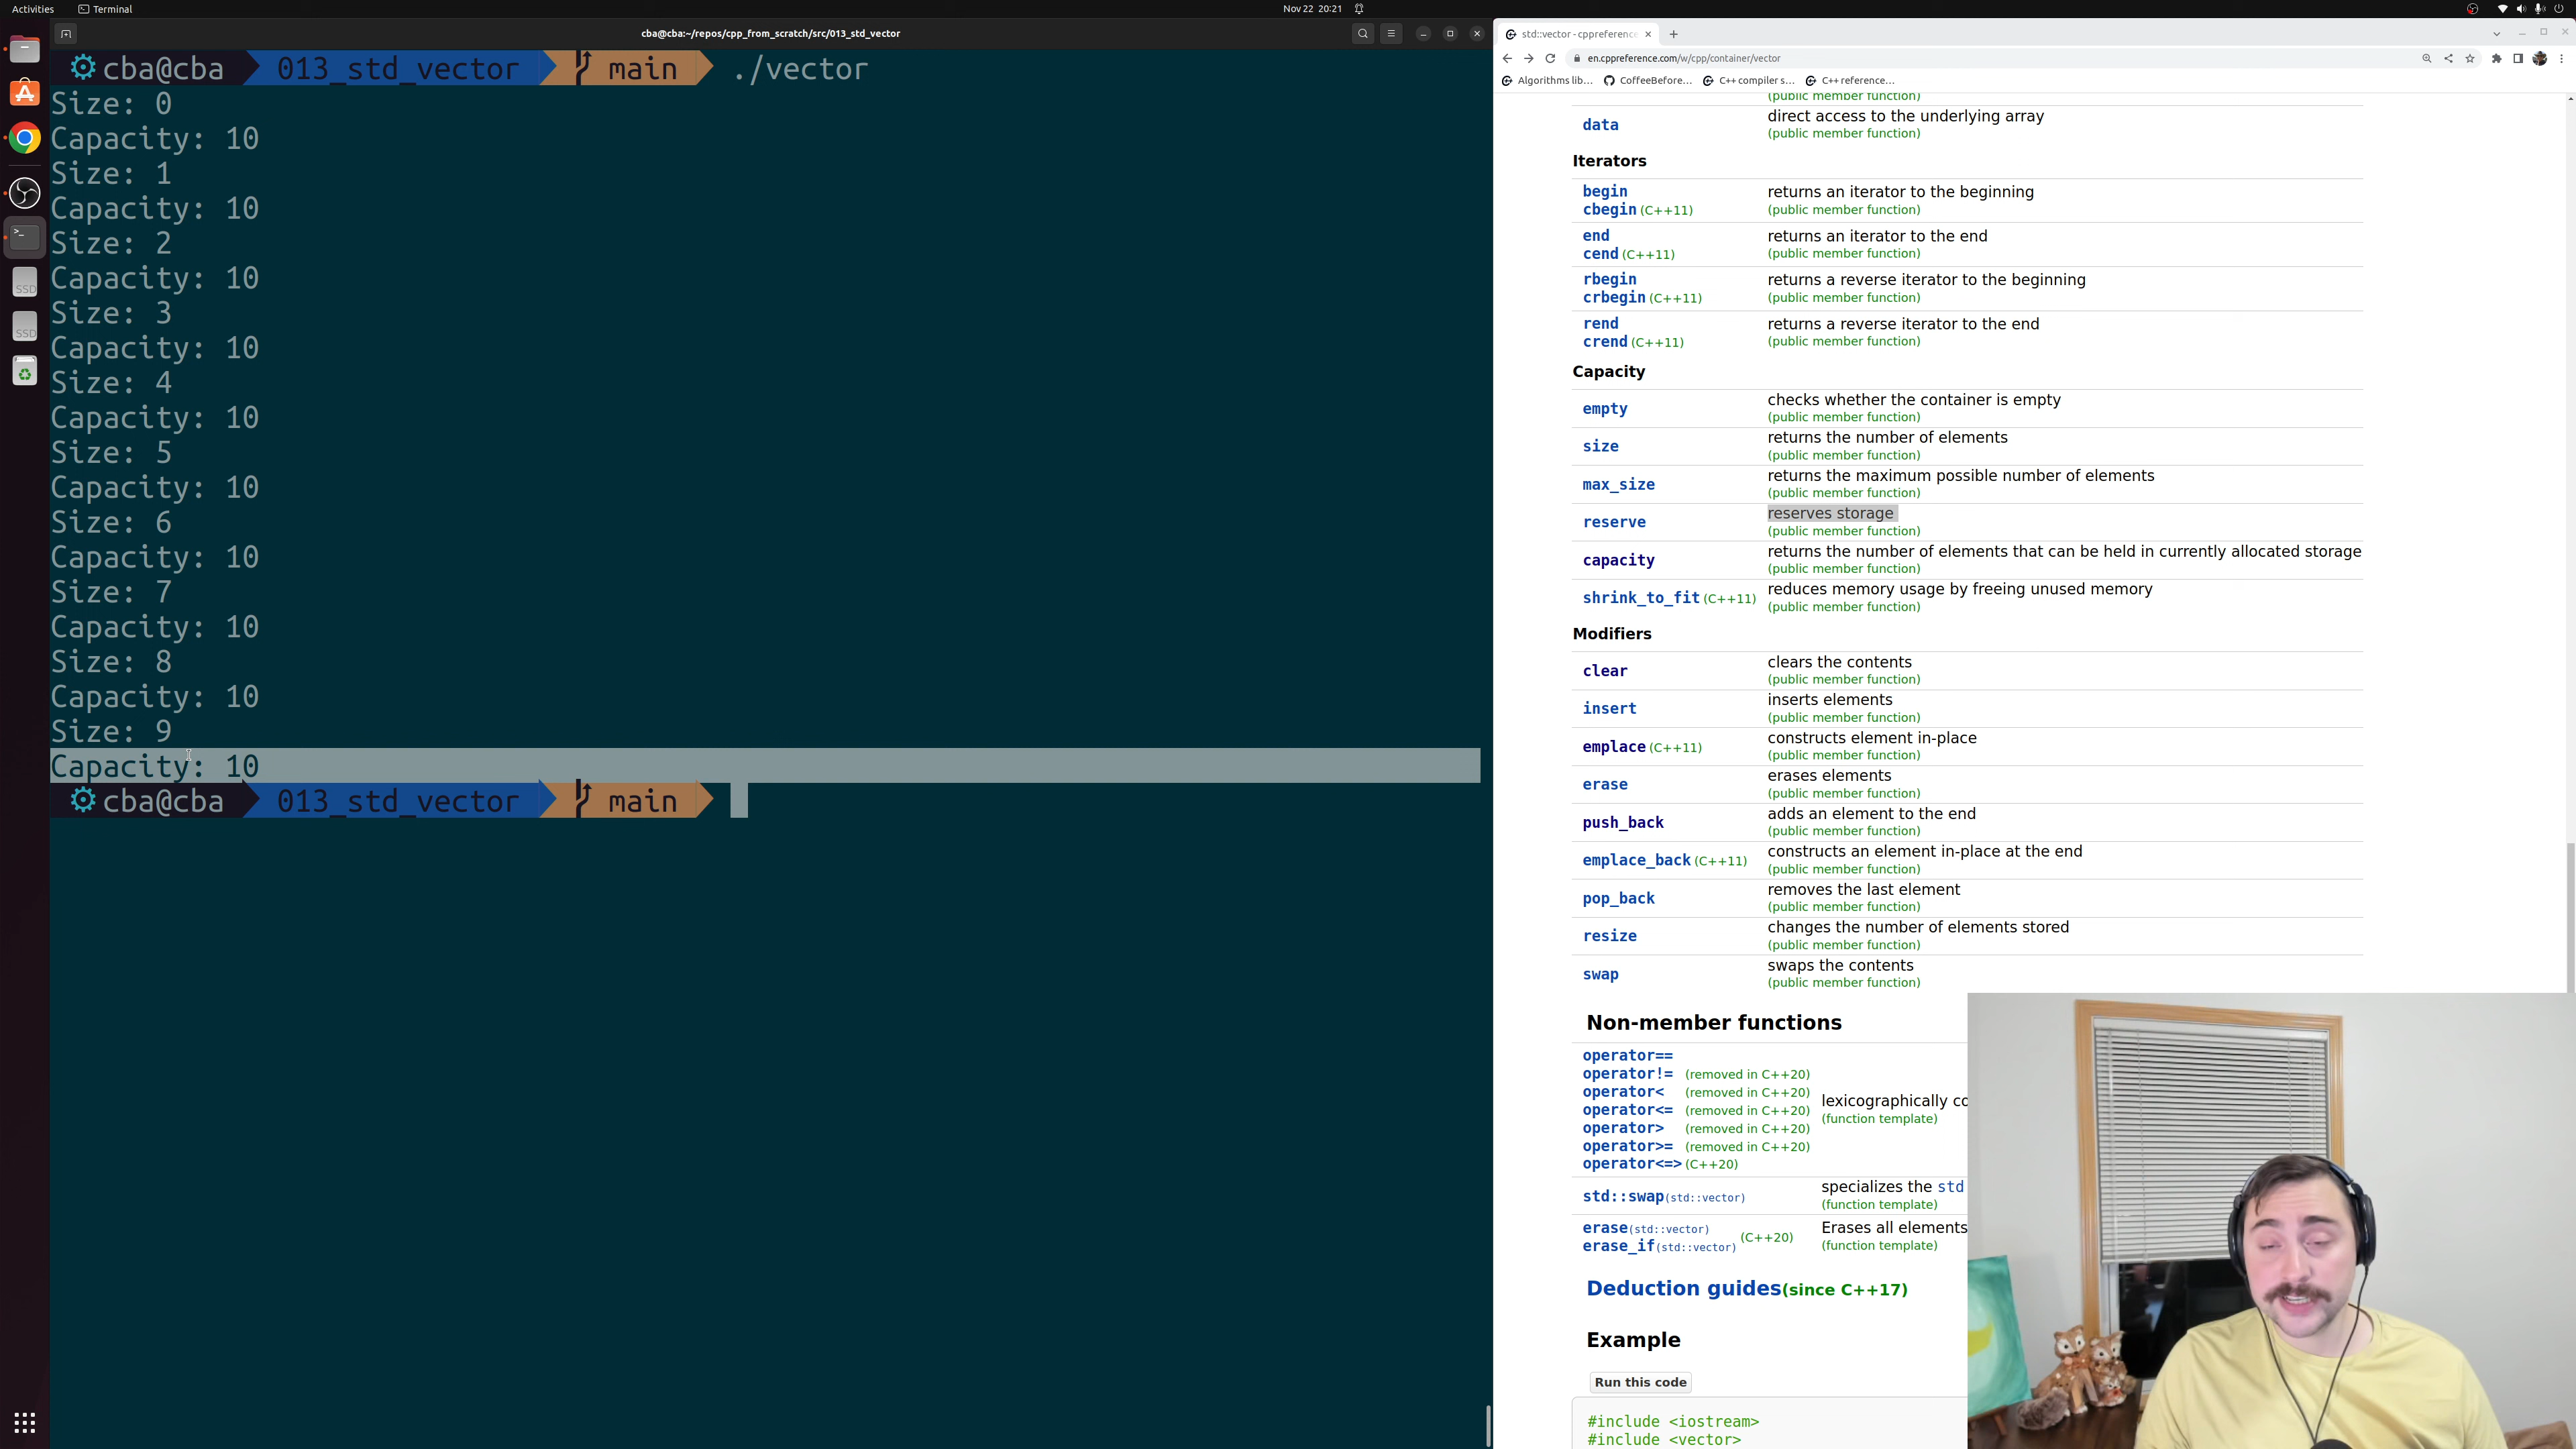 Activities
Terminal
Nov 22 20:21
cba@cba:~/repos/cpp_from_scratch/src/013_std_vector
cba@cba 013_std_vector main ./vector
Size: 0
Capacity: 10
Size: 1
Capacity: 10
Size: 2
Capacity: 10
Size: 3
Capacity: 10
Size: 4
Capacity: 10
Size: 5
Capacity: 10
Size: 6
Capacity: 10
Size: 7
Capacity: 10
Size: 8
Capacity: 10
Size: 9
Capacity: 10
cba@cba 013_std_vector main
SSD
SSD
std::vector - cppreference
en.cppreference.com/w/cpp/container/vector
Algorithms lib… CoffeeBefore… C++ compiler s… C++ reference…
(public member function)
data direct access to the underlying array
(public member function)
Iterators
begin returns an iterator to the beginning
cbegin (C++11) (public member function)
end returns an iterator to the end
cend (C++11) (public member function)
rbegin returns a reverse iterator to the beginning
crbegin (C++11) (public member function)
rend returns a reverse iterator to the end
crend (C++11) (public member function)
Capacity
empty checks whether the container is empty
(public member function)
size returns the number of elements
(public member function)
max_size returns the maximum possible number of elements
(public member function)
reserve reserves storage
(public member function)
capacity returns the number of elements that can be held in currently allocated storage
(public member function)
shrink_to_fit (C++11) reduces memory usage by freeing unused memory
(public member function)
Modifiers
clear clears the contents
(public member function)
insert inserts elements
(public member function)
emplace (C++11) constructs element in-place
(public member function)
erase erases elements
(public member function)
push_back adds an element to the end
(public member function)
emplace_back (C++11) constructs an element in-place at the end
(public member function)
pop_back removes the last element
(public member function)
resize changes the number of elements stored
(public member function)
swap swaps the contents
(public member function)
Non-member functions
operator==
operator!= (removed in C++20)
operator< (removed in C++20)
operator<= (removed in C++20)
operator> (removed in C++20)
operator>= (removed in C++20)
operator<=> (C++20)
lexicographically co
(function template)
std::swap(std::vector) specializes the std
(function template)
erase(std::vector)
erase_if(std::vector) (C++20)
Erases all elements
(function template)
Deduction guides(since C++17)
Example
Run this code
#include <iostream>
#include <vector>